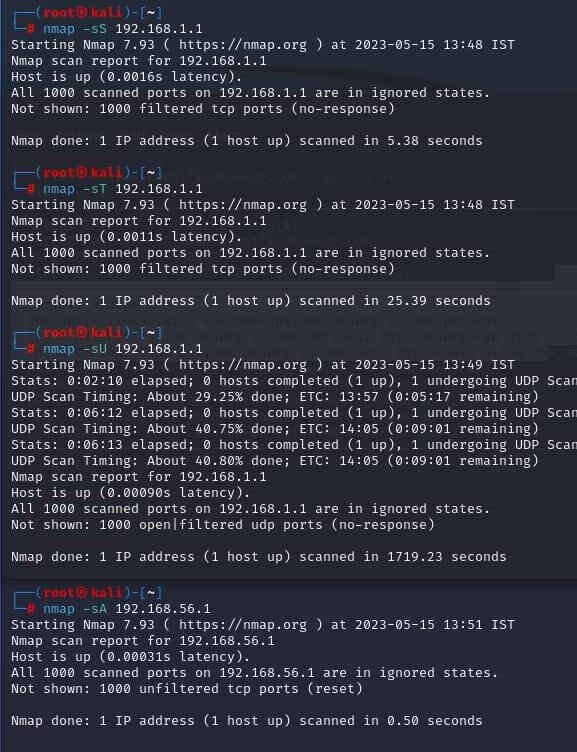 ┌──(root㉿kali)-[~]
└─# nmap -sS 192.168.1.1
Starting Nmap 7.93 ( https://nmap.org ) at 2023-05-15 13:48 IST
Nmap scan report for 192.168.1.1
Host is up (0.0016s latency).
All 1000 scanned ports on 192.168.1.1 are in ignored states.
Not shown: 1000 filtered tcp ports (no-response)
Nmap done: 1 IP address (1 host up) scanned in 5.38 seconds
┌──(root㉿kali)-[~]
└─# nmap -sT 192.168.1.1
Starting Nmap 7.93 ( https://nmap.org ) at 2023-05-15 13:48 IST
Nmap scan report for 192.168.1.1
Host is up (0.0011s latency).
All 1000 scanned ports on 192.168.1.1 are in ignored states.
Not shown: 1000 filtered tcp ports (no-response)
Nmap done: 1 IP address (1 host up) scanned in 25.39 seconds
┌──(root㉿kali)-[~]
└─# nmap -sU 192.168.1.1
Starting Nmap 7.93 ( https://nmap.org ) at 2023-05-15 13:49 IST
Stats: 0:02:10 elapsed; 0 hosts completed (1 up), 1 undergoing UDP Scan
UDP Scan Timing: About 29.25% done; ETC: 13:57 (0:05:17 remaining)
Stats: 0:06:12 elapsed; 0 hosts completed (1 up), 1 undergoing UDP Scan
UDP Scan Timing: About 40.75% done; ETC: 14:05 (0:09:01 remaining)
Stats: 0:06:13 elapsed; 0 hosts completed (1 up), 1 undergoing UDP Scan
UDP Scan Timing: About 40.80% done; ETC: 14:05 (0:09:01 remaining)
Nmap scan report for 192.168.1.1
Host is up (0.00090s latency).
All 1000 scanned ports on 192.168.1.1 are in ignored states.
Not shown: 1000 open|filtered udp ports (no-response)
Nmap done: 1 IP address (1 host up) scanned in 1719.23 seconds
┌──(root㉿kali)-[~]
└─# nmap -sA 192.168.56.1
Starting Nmap 7.93 ( https://nmap.org ) at 2023-05-15 13:51 IST
Nmap scan report for 192.168.56.1
Host is up (0.00031s latency).
All 1000 scanned ports on 192.168.56.1 are in ignored states.
Not shown: 1000 unfiltered tcp ports (reset)
Nmap done: 1 IP address (1 host up) scanned in 0.50 seconds